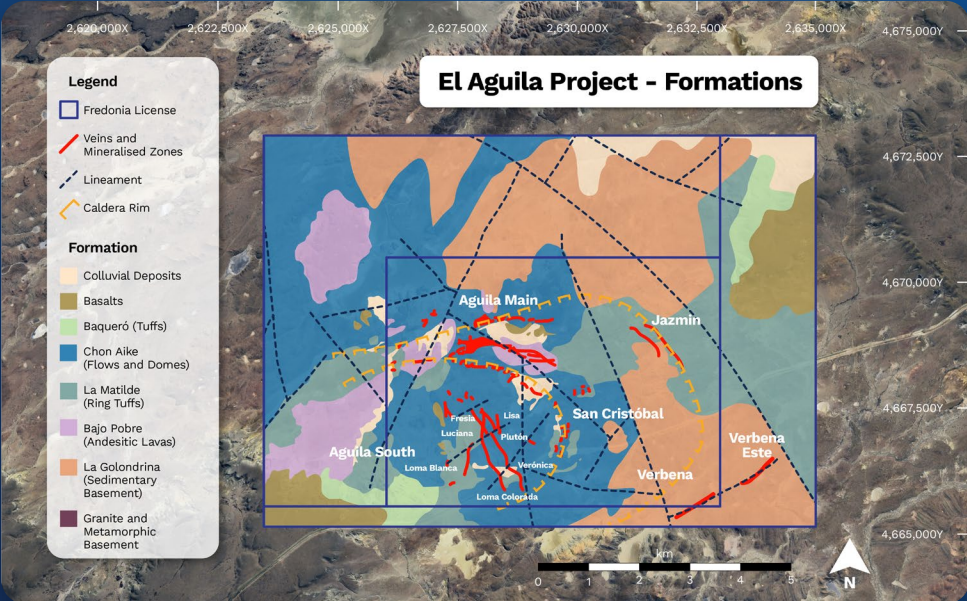 2,620,000X
2,622,500X
2,625,000X
2,627,500X
2,630,000X
2,632,500X
2,635,000X
4,675,000Y
El Aguila Project - Formations
Legend
Fredonia License
Veins and
Mineralised Zones
Lineament
Caldera Rim
Formation
Colluvial Deposits
Basalts
Baqueró (Tuffs)
Chon Aike
(Flows and Domes)
La Matilde
(Ring Tuffs)
Bajo Pobre
(Andesitic Lavas)
La Golondrina
(Sedimentary
Basement)
Granite and
Metamorphic
Basement
4,672,500Y
4,670,000Y
Aguila Main
Jazmín
4,667,500Y
Fresia
Lisa
San Cristóbal
Luciana
Plutón
Verbena
Este
Aguila South
Loma Blanca
Verónica
Verbena
Loma Colorada
4,665,000Y
km
0
1
2
3
4
5
N